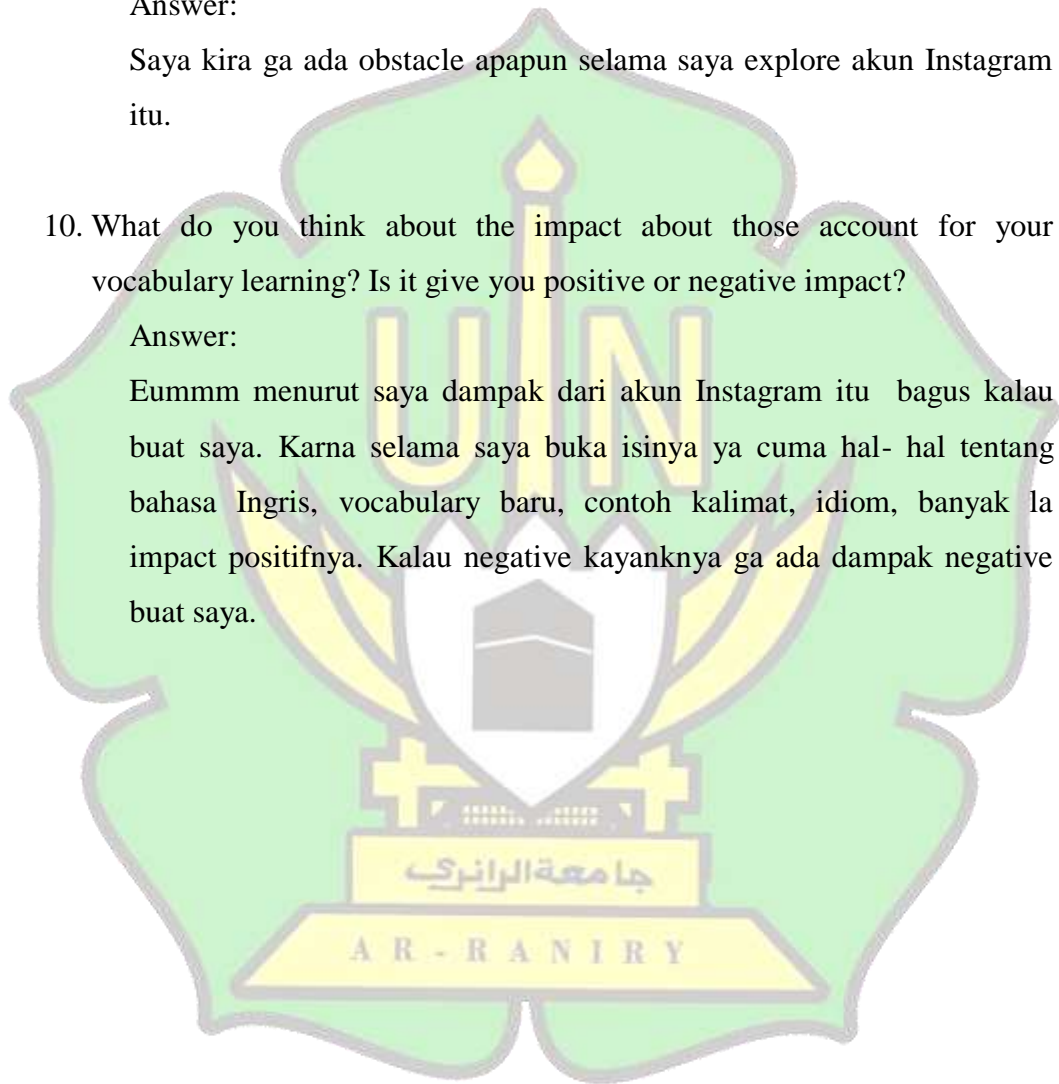 Answer:
Saya kira ga ada obstacle apapun selama saya explore akun Instagram
itu.
10. What do you think about the impact about those account for your
vocabulary learning? Is it give you positive or negative impact?
Answer:
Eummm menurut saya dampak dari akun Instagram itu bagus kalau
buat saya. Karna selama saya buka isinya ya cuma hal- hal tentang
bahasa Ingris, vocabulary baru, contoh kalimat, idiom, banyak la
impact positifnya. Kalau negative kayanknya ga ada dampak negative
buat saya.
UIN
جامعةالرانري
AR-RANIRY